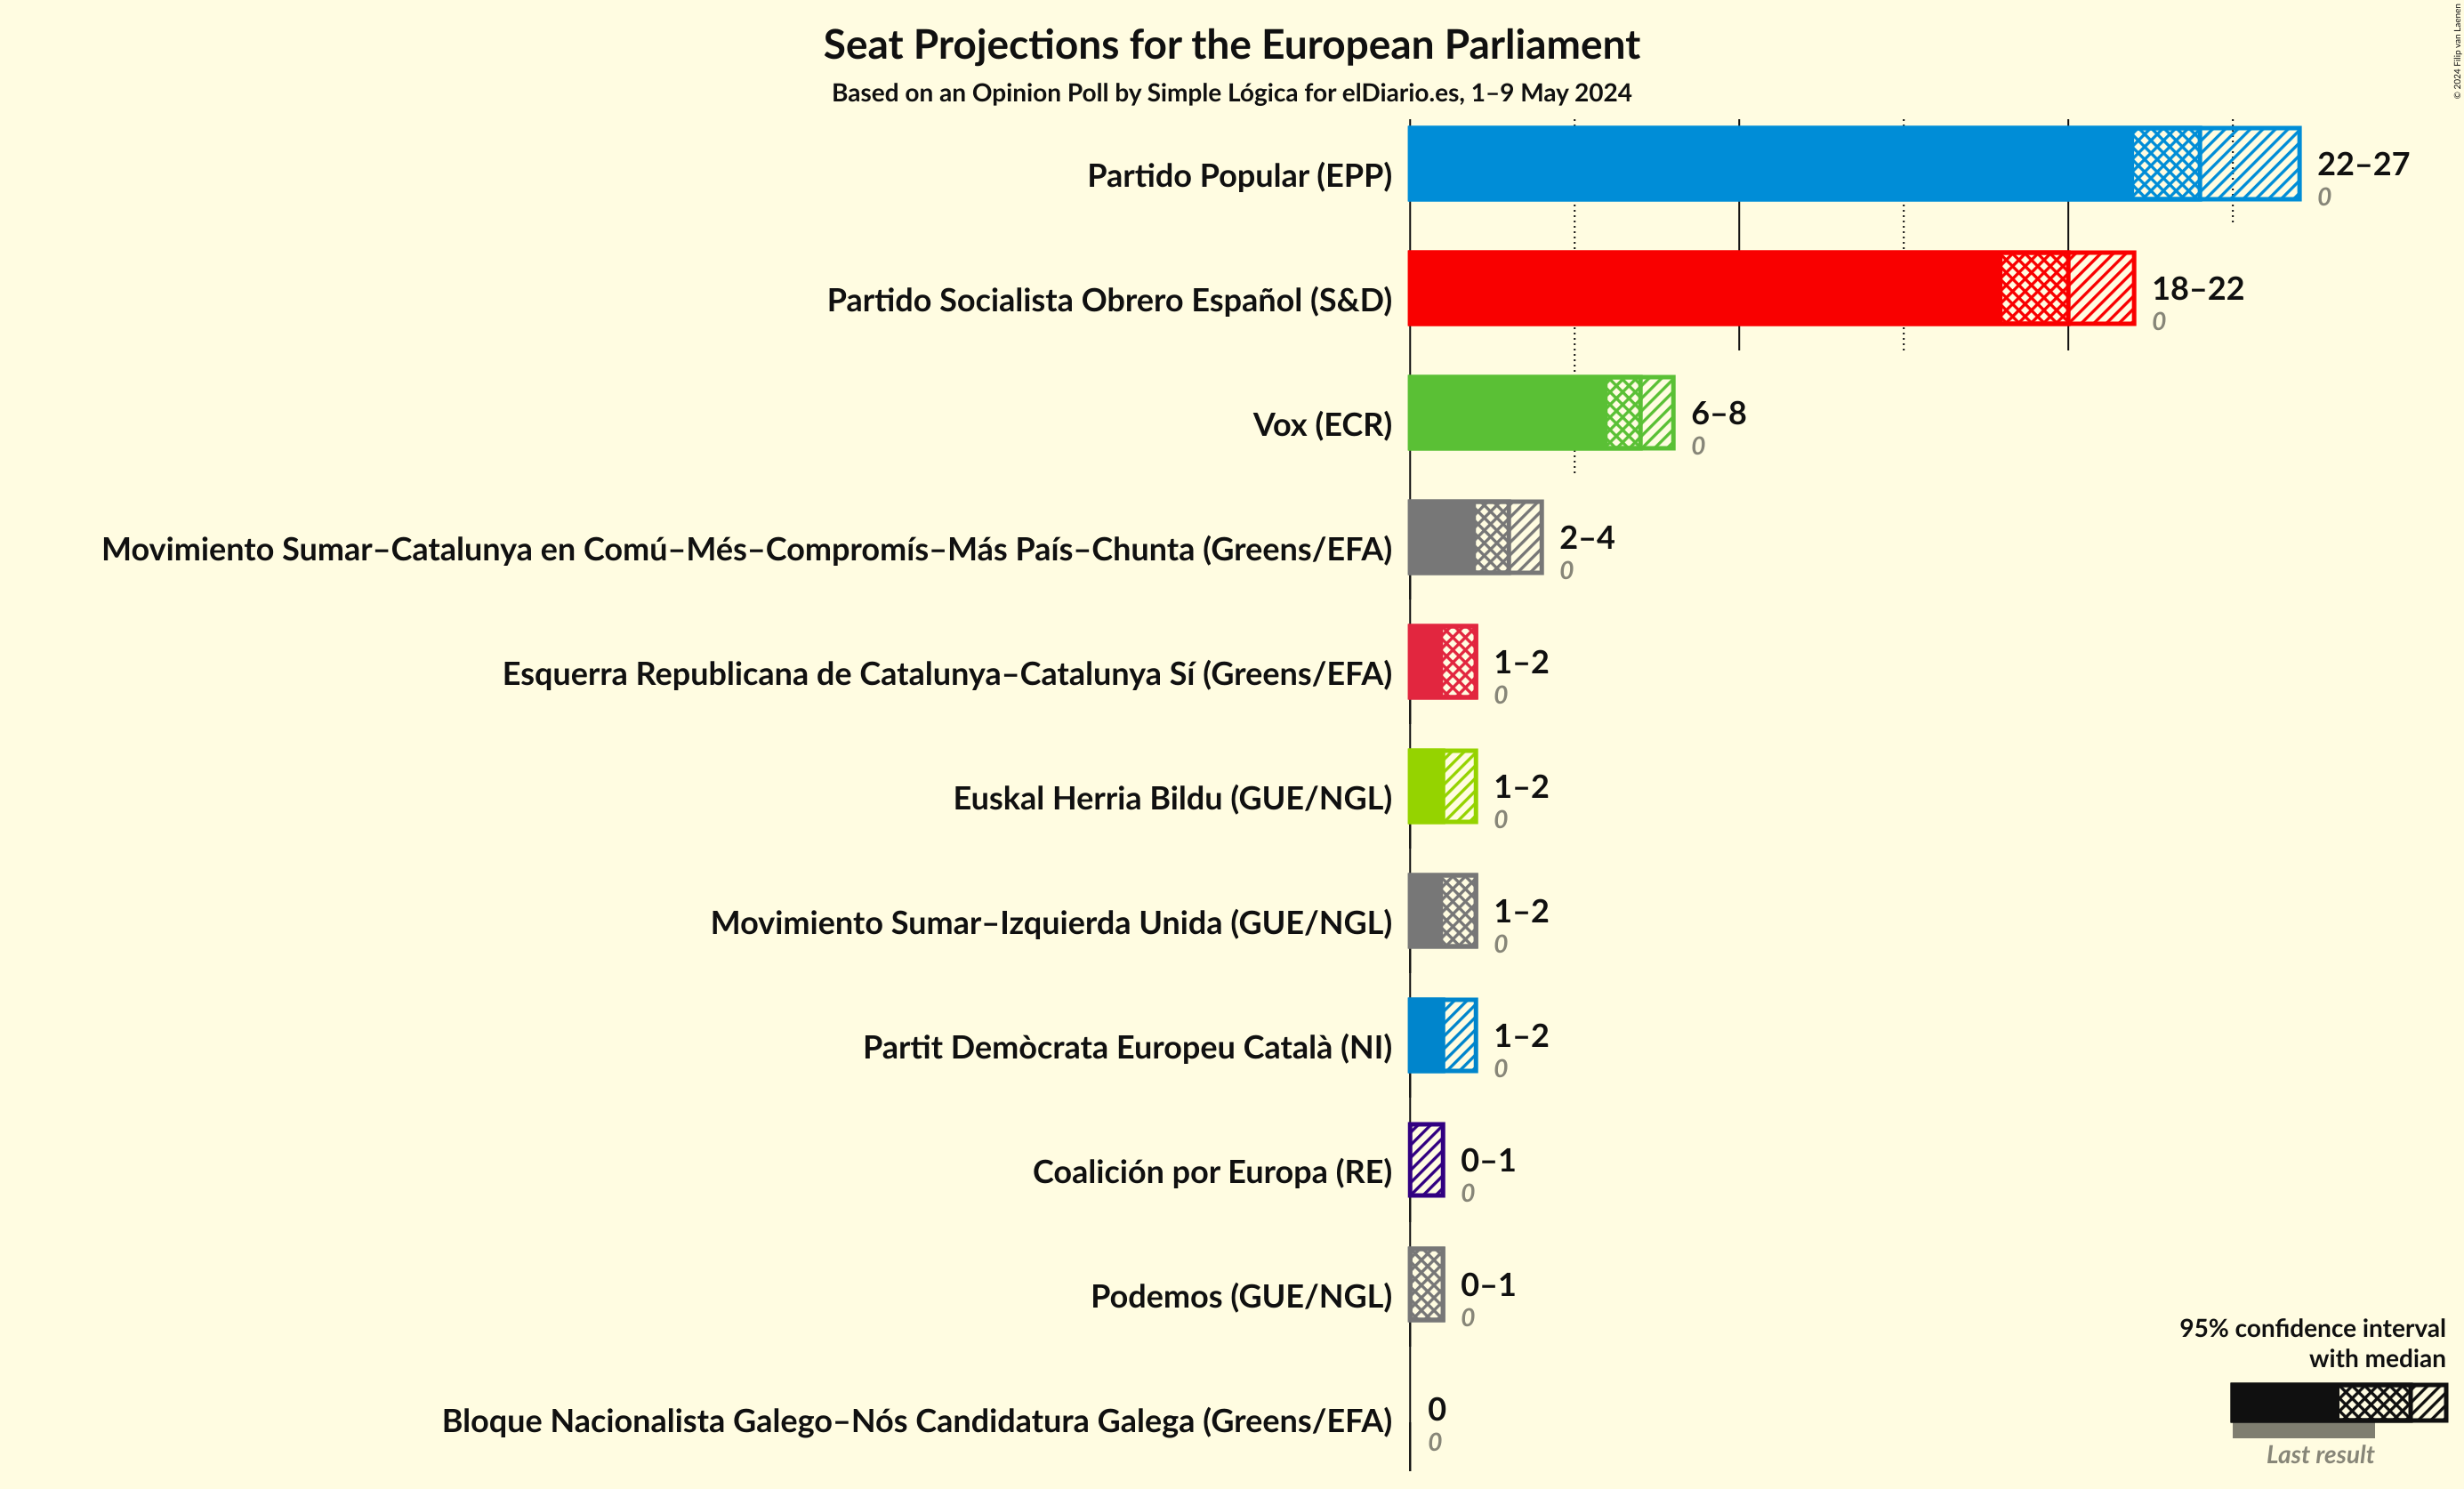 Seat Projections for the European Parliament
Based on an Opinion Poll by Simple Lógica for elDiario.es, 1–9 May 2024
© 2024 Filip van Laenen
Partido Popular (EPP)
22–27
0
Partido Socialista Obrero Español (S&D)
18–22
0
Vox (ECR)
6–8
0
Movimiento Sumar–Catalunya en Comú–Més–Compromís–Más País–Chunta (Greens/EFA)
2–4
0
Esquerra Republicana de Catalunya–Catalunya Sí (Greens/EFA)
1–2
0
Euskal Herria Bildu (GUE/NGL)
1–2
0
Movimiento Sumar–Izquierda Unida (GUE/NGL)
1–2
0
Partit Demòcrata Europeu Català (NI)
1–2
0
Coalición por Europa (RE)
0–1
0
Podemos (GUE/NGL)
0–1
0
Bloque Nacionalista Galego–Nós Candidatura Galega (Greens/EFA)
0
0
95% confidence interval
with median
Last result